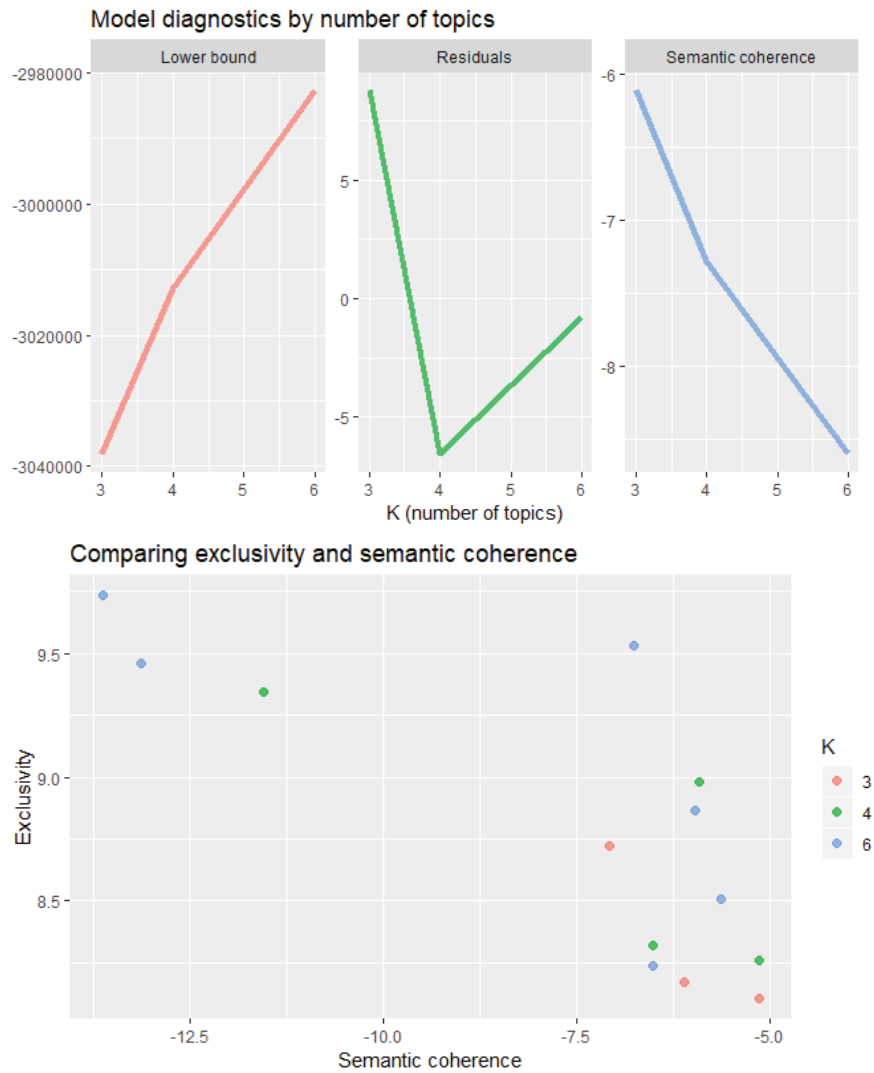 Model diagnostics by number of topics
Lower bound Residuals Semantic coherence
-2980000
-3000000
-3020000
-3040000
5
0
-5
-6
-7
-8
3 4 5 6 3 4 5 6 3 4 5 6
K (number of topics)
Comparing exclusivity and semantic coherence
Exclusivity
9.5
9.0
8.5
-12.5 -10.0 -7.5 -5.0
Semantic coherence
K
3
4
6